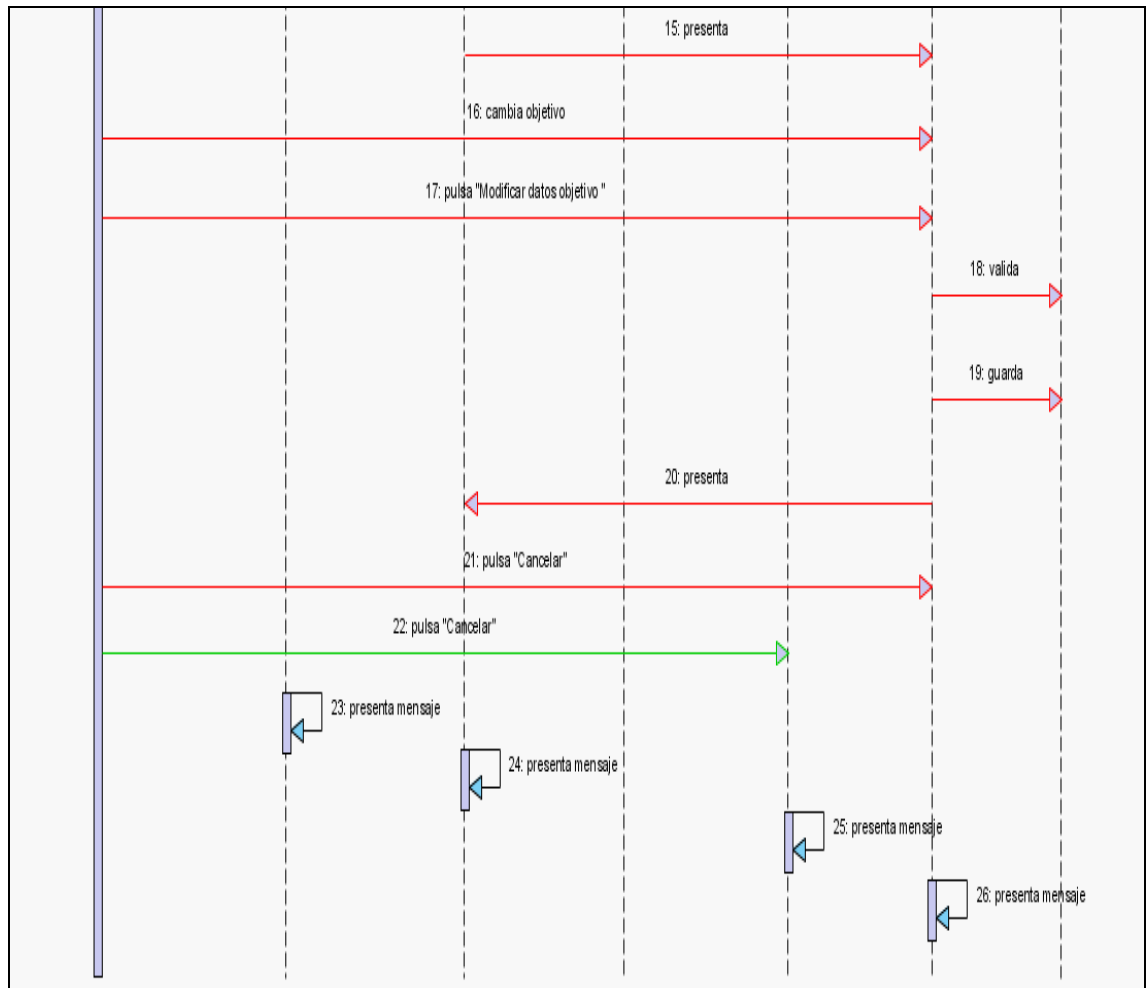 15: presenta
16: cambia objetivo
17: pulsa "Modificar datos objetivo "
18: valida
19: guarda
20: presenta
21: pulsa "Cancelar"
22: pulsa "Cancelar"
23: presenta mensaje
24: presenta mensaje
25: presenta mensaje
26: presenta mensaje